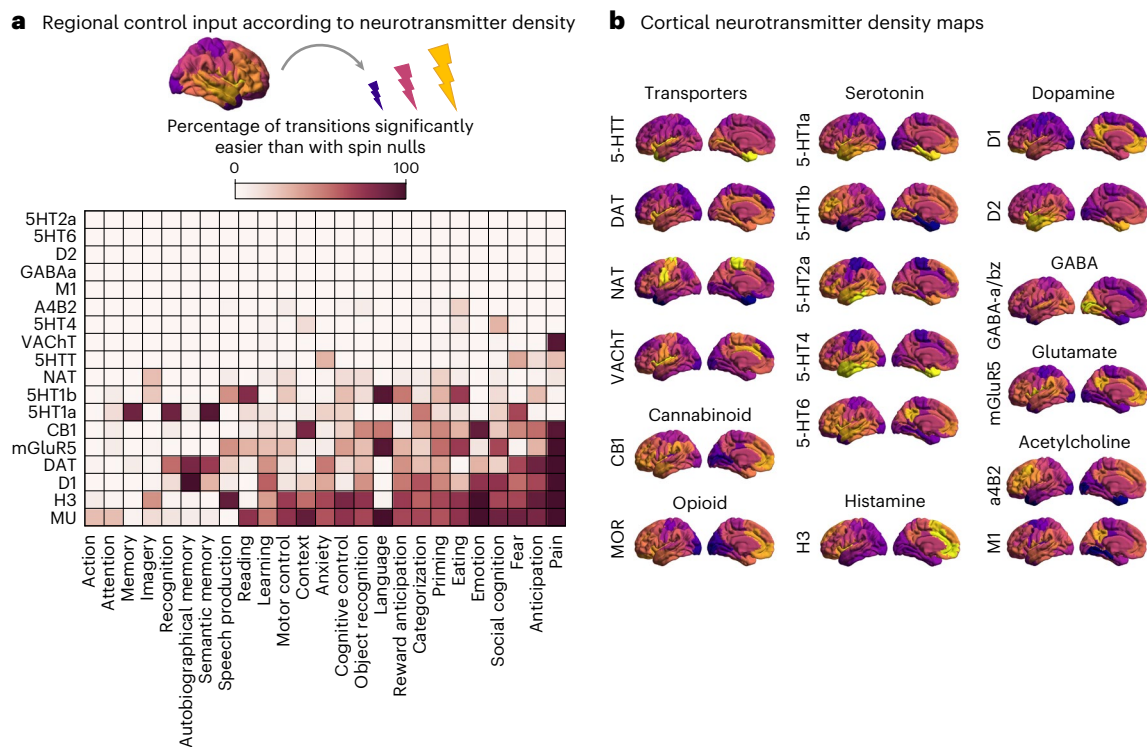 a Regional control input according to neurotransmitter density
Percentage of transitions significantly
easier than with spin nulls
0 100
5HT2a
5HT6
D2
GABAa
M1
A4B2
5HT4
VAChT
5HTT
NAT
5HT1b
5HT1a
CB1
mGluR5
DAT
D1
H3
MU
Action
Attention
Memory
Imagery
Recognition
Autobiographical memory
Semantic memory
Speech production
Reading
Learning
Motor control
Context
Anxiety
Cognitive control
Object recognition
Language
Reward anticipation
Categorization
Priming
Eating
Emotion
Social cognition
Fear
Anticipation
Pain
b Cortical neurotransmitter density maps
Transporters
5-HTT
DAT
NAT
VAChT
Cannabinoid
CB1
Opioid
MOR
Serotonin
5-HT1a
5-HT1b
5-HT2a
5-HT4
5-HT6
Histamine
H3
Dopamine
D1
D2
GABA
GABA-a/bz
Glutamate
mGluR5
Acetylcholine
a4B2
M1